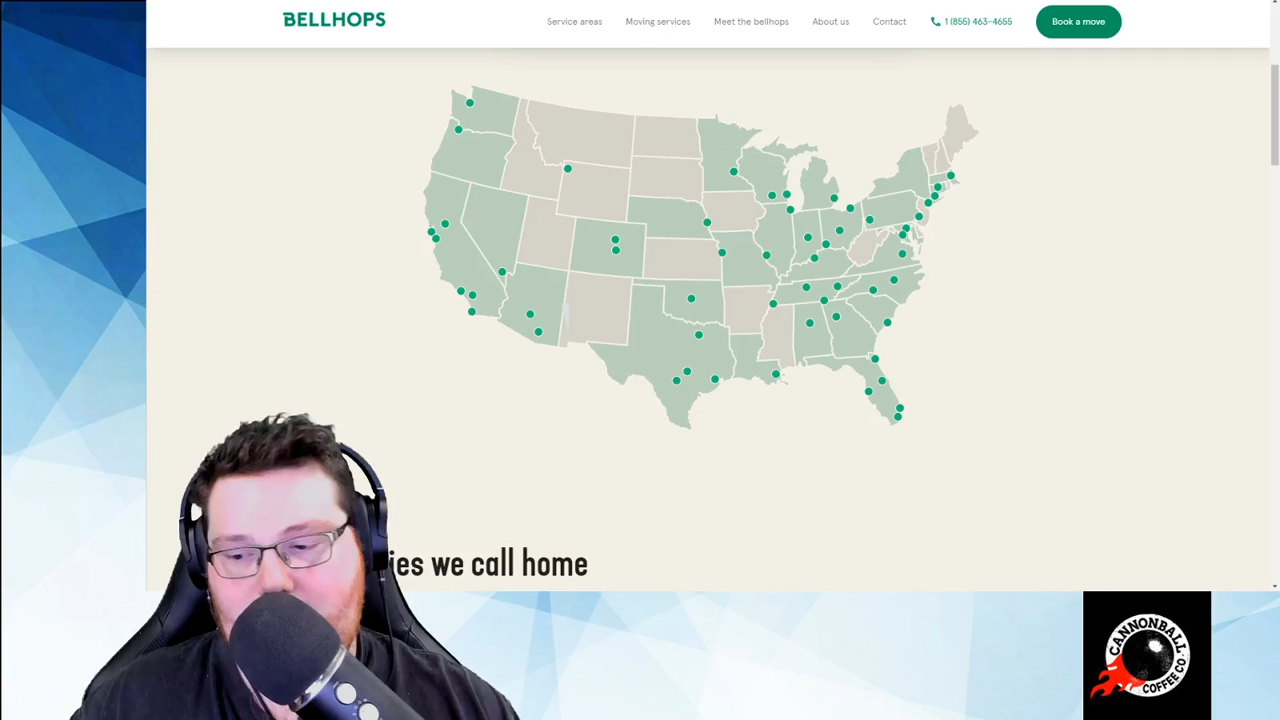 BELLHOPS
Service areas
Moving services
Meet the bellhops
About us
Contact
1 (855) 463-4655
Book a move
ies we call home
CANNONBALL
COFFEE CO.